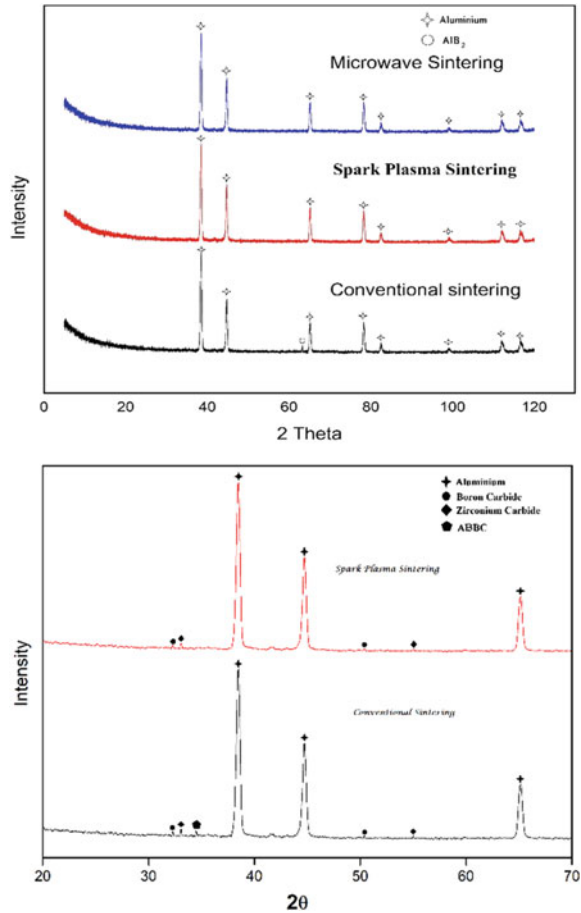 Aluminium
AlB2
Microwave Sintering
Spark Plasma Sintering
Conventional sintering
Intensity
0 20 40 60 80 100 120
2 Theta
Aluminium
Boron Carbide
Zirconium Carbide
ABBC
Spark Plasma Sintering
Conventional Sintering
Intensity
20 30 40 50 60 70
2θ